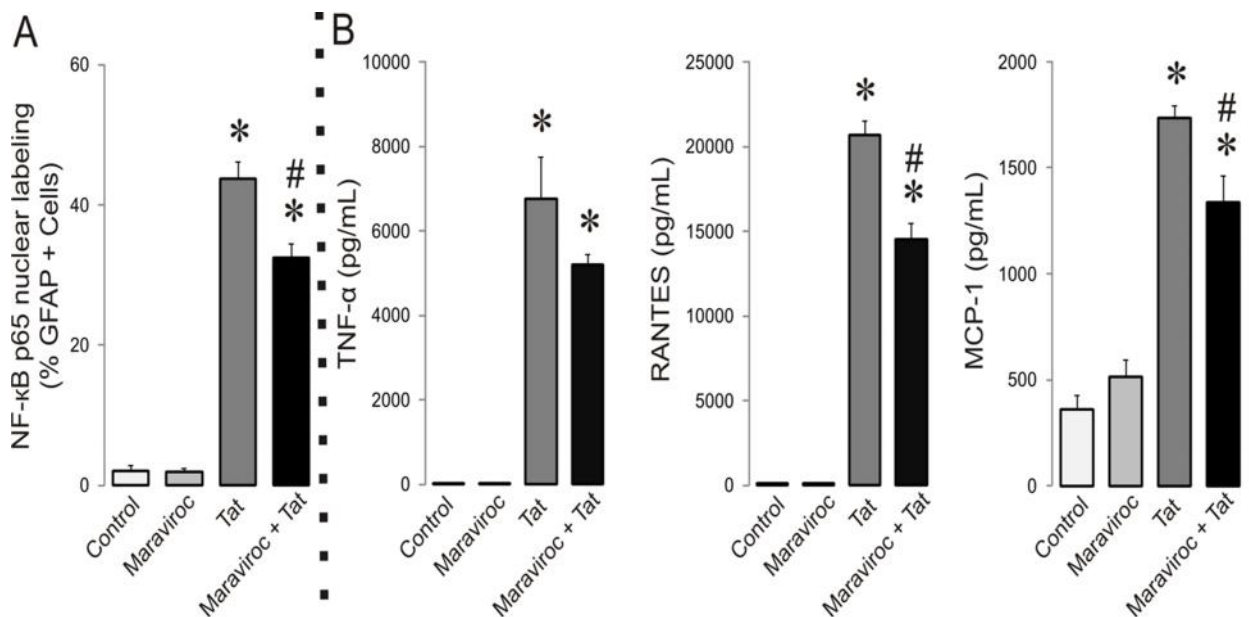 A
NF-κB p65 nuclear labeling
(% GFAP + Cells)
60
40
20
0
*
#
*
Control
Maraviroc
Tat
Maraviroc + Tat
B
TNF-α (pg/mL)
10000
8000
6000
4000
2000
0
*
*
Control
Maraviroc
Tat
Maraviroc + Tat
RANTES (pg/mL)
25000
20000
15000
10000
5000
0
*
#
*
Control
Maraviroc
Tat
Maraviroc + Tat
MCP-1 (pg/mL)
2000
1500
1000
500
0
*
#
*
Control
Maraviroc
Tat
Maraviroc + Tat